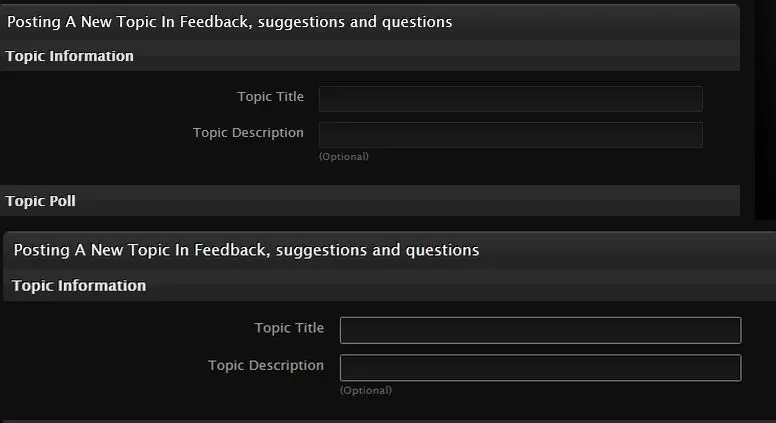 Posting A New Topic In Feedback, suggestions and questions
Topic Information
Topic Title
Topic Description
(Optional)
Topic Poll
Posting A New Topic In Feedback, suggestions and questions
Topic Information
Topic Title
Topic Description
(Optional)